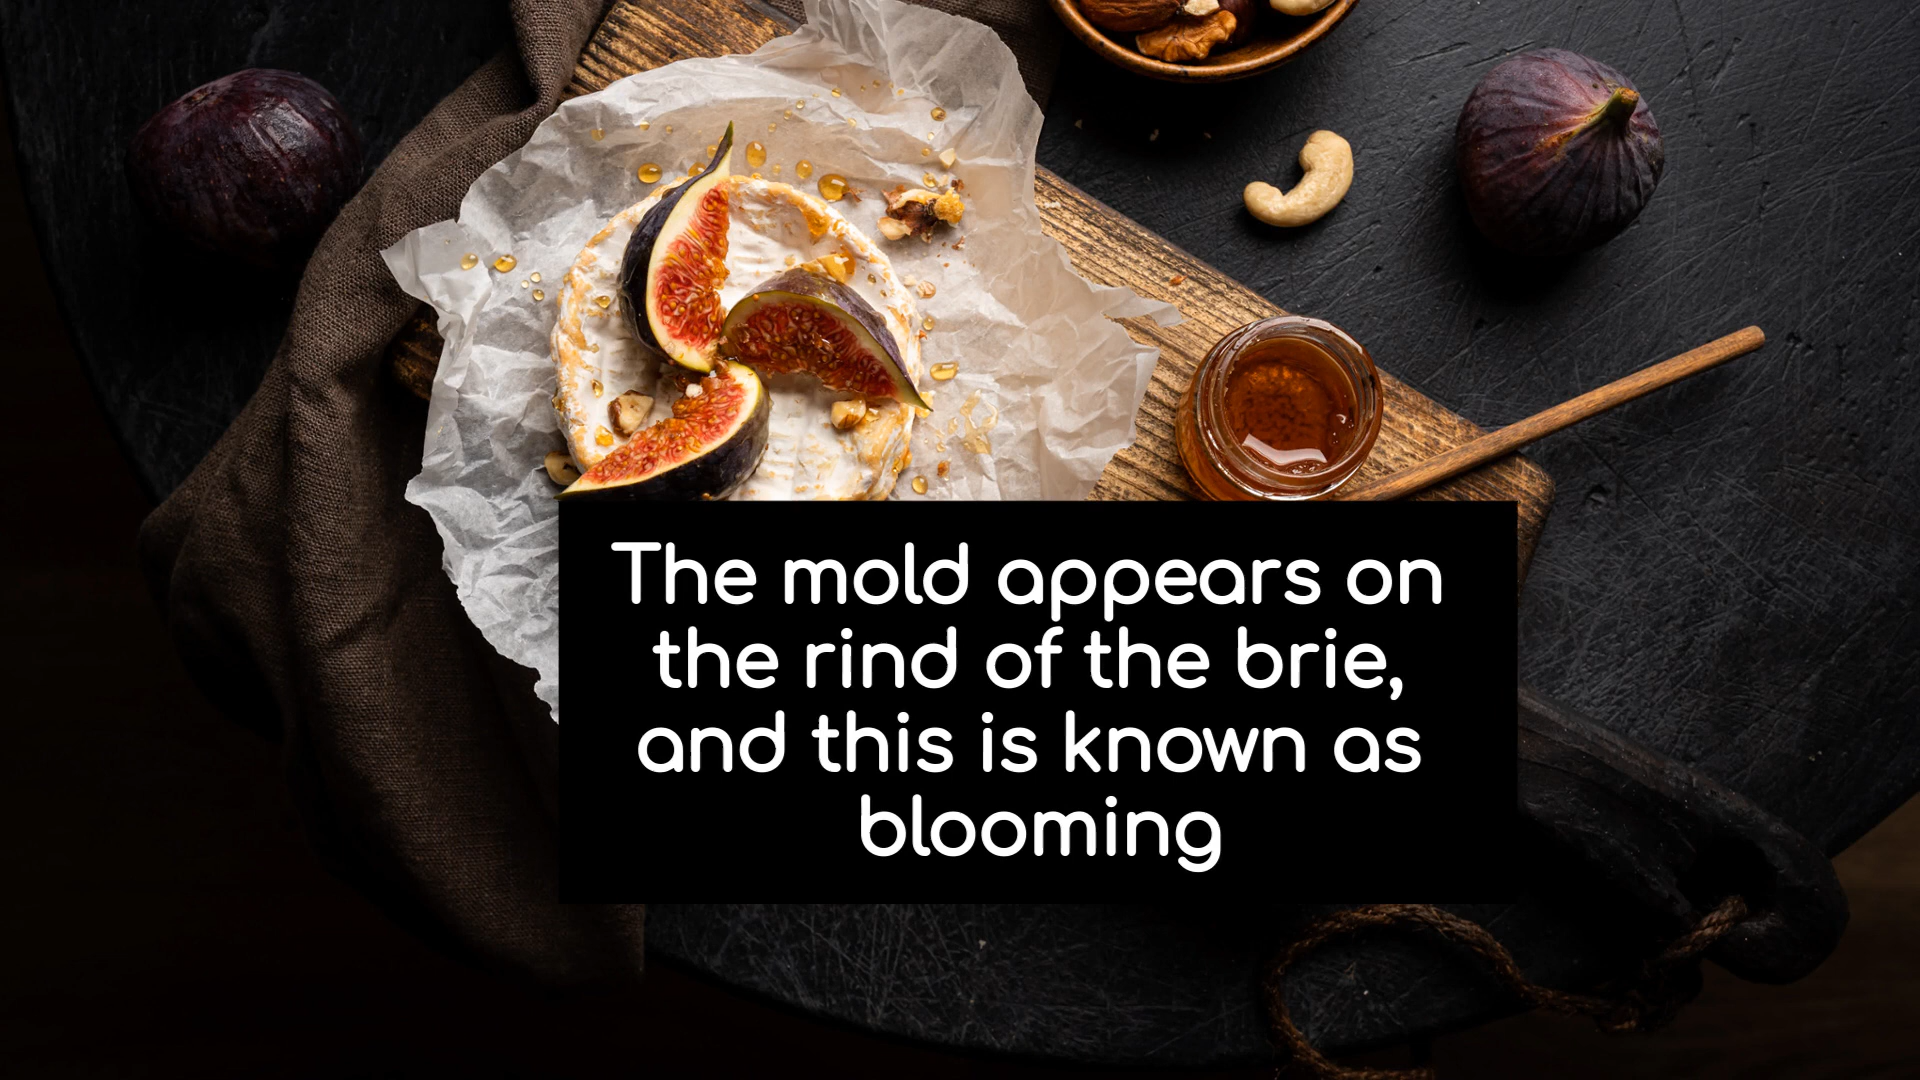 The mold appears on
the rind of the brie,
and this is known as
blooming